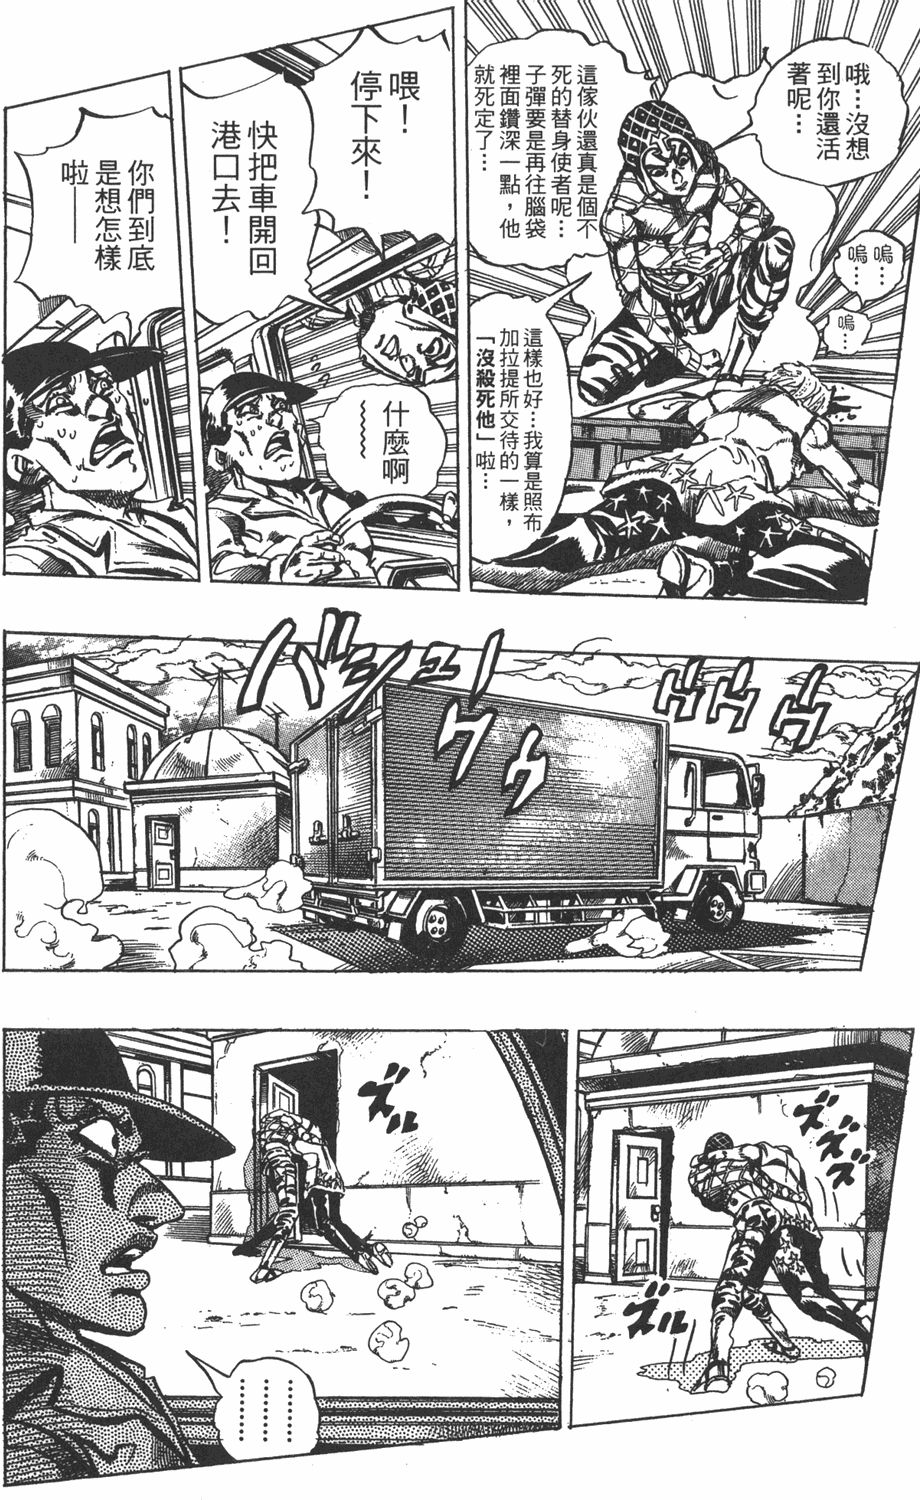 哦…沒想
到你還活
著呢…
這傢伙還真是個不
死的替身使者呢…
子彈要是再往腦袋
裡面鑽深一點，他
就死定了…
嗚…
嗚…
嗚…
這樣也好…我算是照布
加拉提所交待的一樣，
「沒殺死他」啦…
喂！
停下來！
什麼啊
快把車開回
港口去！
你們到底
是想怎樣
啦——
バシュー
ゥゥ
ドドド
ズズズ
ズル
ズル
………
………
………